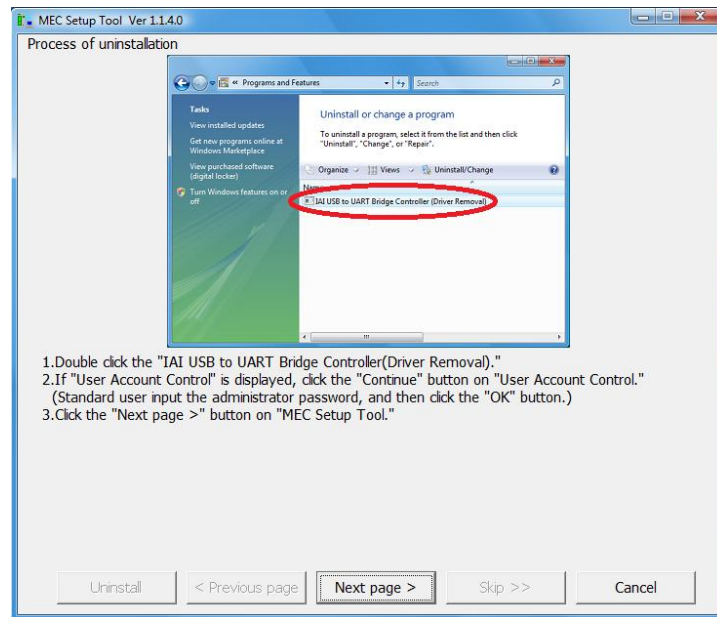 MEC Setup Tool Ver 1.1.4.0
Process of uninstallation
« Programs and Features
Search
Tasks
View installed updates
Get new programs online at
Windows Marketplace
View purchased software
(digital locker)
Turn Windows features on or
off
Uninstall or change a program
To uninstall a program, select it from the list and then click
"Uninstall", "Change", or "Repair".
Organize
Views
Uninstall/Change
Name
IAI USB to UART Bridge Controller (Driver Removal)
1.Double click the "IAI USB to UART Bridge Controller(Driver Removal)."
2.If "User Account Control" is displayed, click the "Continue" button on "User Account Control."
(Standard user input the administrator password, and then click the "OK" button.)
3.Click the "Next page >" button on "MEC Setup Tool."
Uninstall
< Previous page
Next page >
Skip >>
Cancel